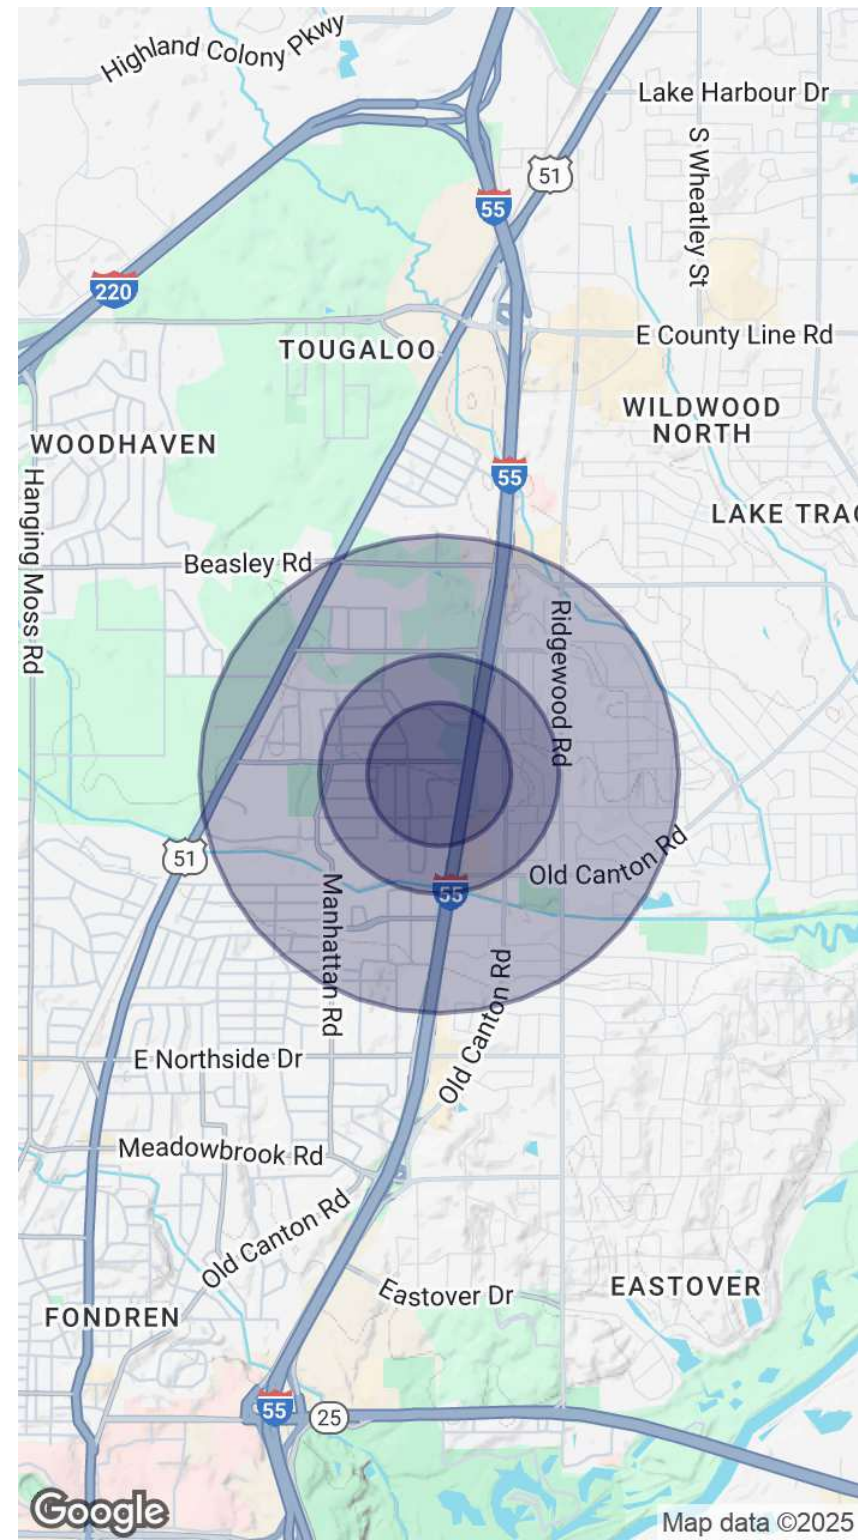 Highland Colony Pkwy
Lake Harbour Dr
51
S Wheatley St
55
220
E County Line Rd
TOUGALOO
WILDWOOD
NORTH
WOODHAVEN
55
Hanging Moss Rd
LAKE TRAC
Beasley Rd
Ridgewood Rd
51
Old Canton Rd
55
Manhattan Rd
Old Canton Rd
E Northside Dr
Meadowbrook Rd
Old Canton Rd
Eastover Dr
EASTOVER
FONDREN
55
25
Google
Map data ©2025